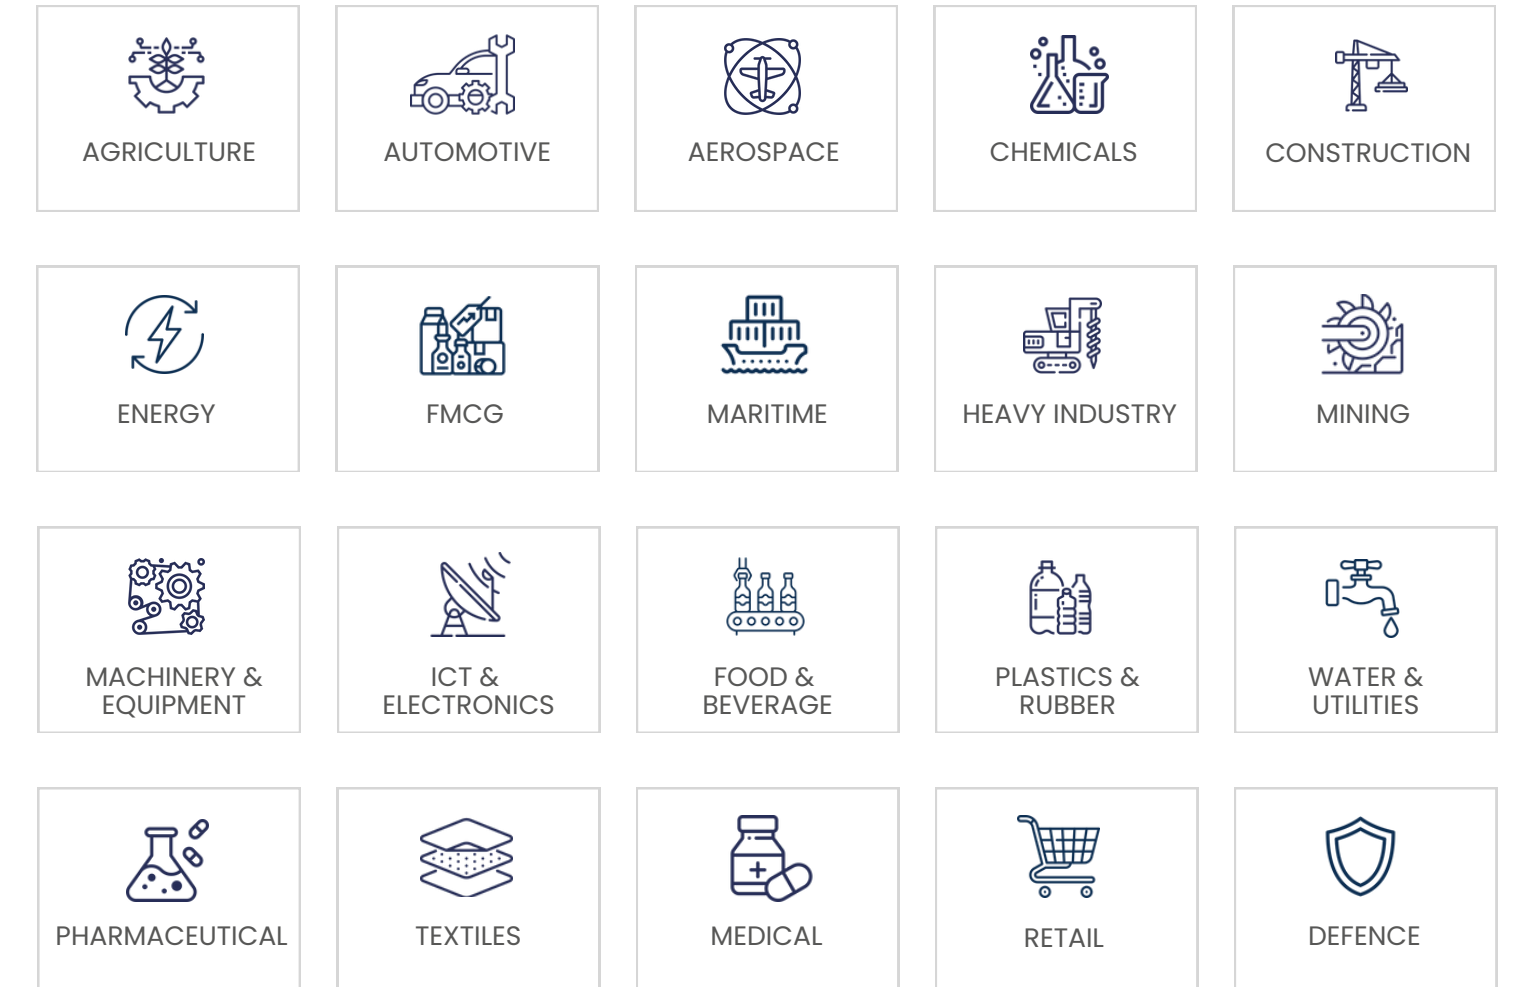 AGRICULTURE
AUTOMOTIVE
AEROSPACE
CHEMICALS
CONSTRUCTION
ENERGY
FMCG
MARITIME
HEAVY INDUSTRY
MINING
MACHINERY &
EQUIPMENT
ICT &
ELECTRONICS
FOOD &
BEVERAGE
PLASTICS &
RUBBER
WATER &
UTILITIES
PHARMACEUTICAL
TEXTILES
MEDICAL
RETAIL
DEFENCE